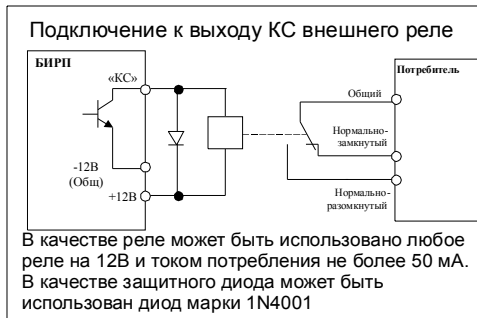 Подключение к выходу КС внешнего реле
БИРП
«КС»
Потребитель
Общий
Нормально-
замкнутый
-12В
(Общ)
+12В
Нормально-
разомкнутый
В качестве реле может быть использовано любое
реле на 12В и током потребления не более 50 мА.
В качестве защитного диода может быть
использован диод марки 1N4001